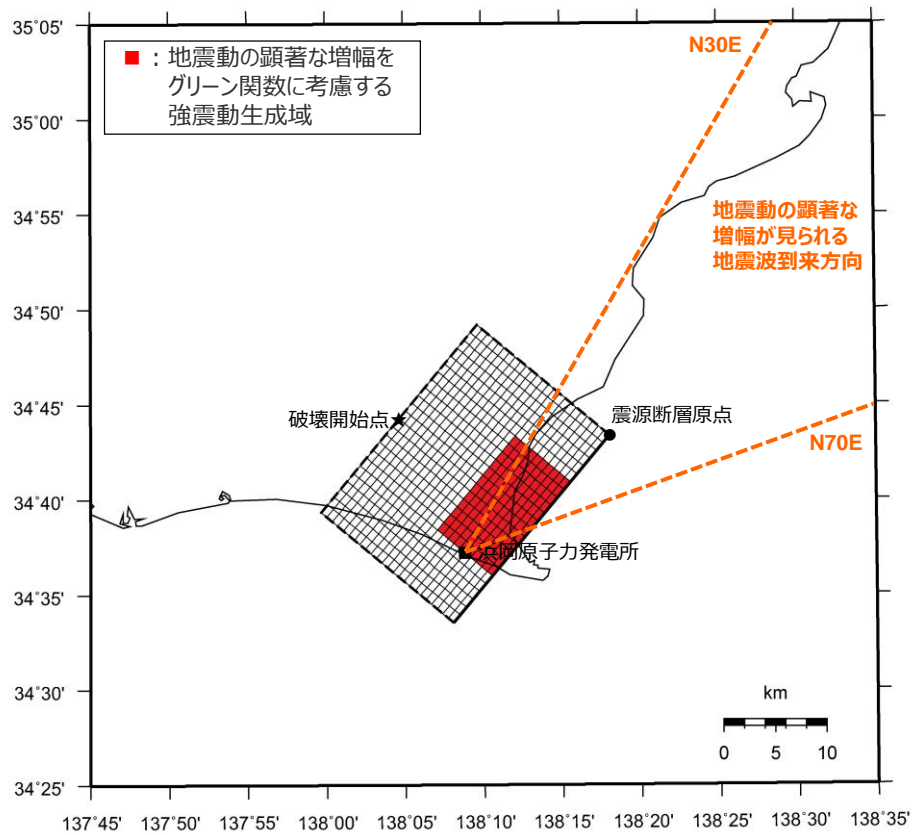 35°05'
■ : 地震動の顕著な増幅を
グリーン関数に考慮する
強震動生成域
N30E
35°00'
34°55'
地震動の顕著な
増幅が見られる
地震波到来方向
34°50'
34°45'
破壊開始点
震源断層原点
N70E
34°40'
浜岡原子力発電所
34°35'
34°30'
km
0 5 10
34°25'
137°45' 137°50' 137°55' 138°00' 138°05' 138°10' 138°15' 138°20' 138°25' 138°30' 138°35'